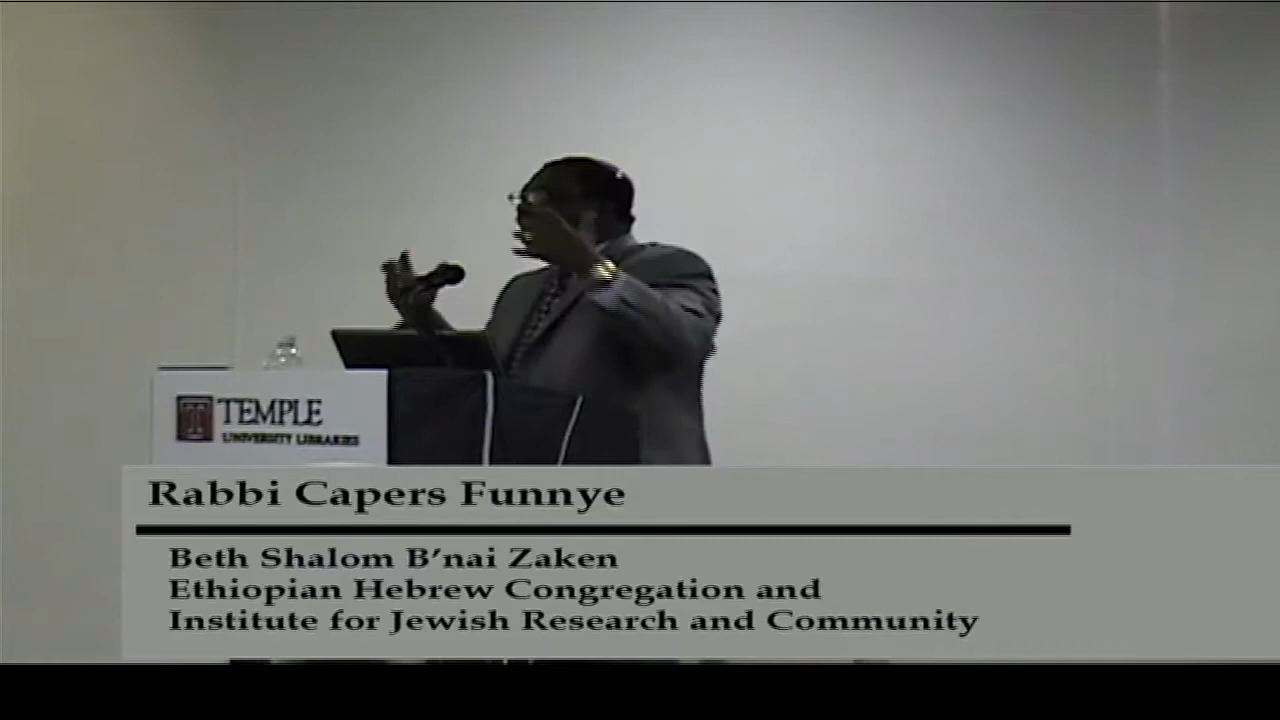 TEMPLE
UNIVERSITY LIBRARIES
Rabbi Capers Funnye
Beth Shalom B'nai Zaken
Ethiopian Hebrew Congregation and
Institute for Jewish Research and Community